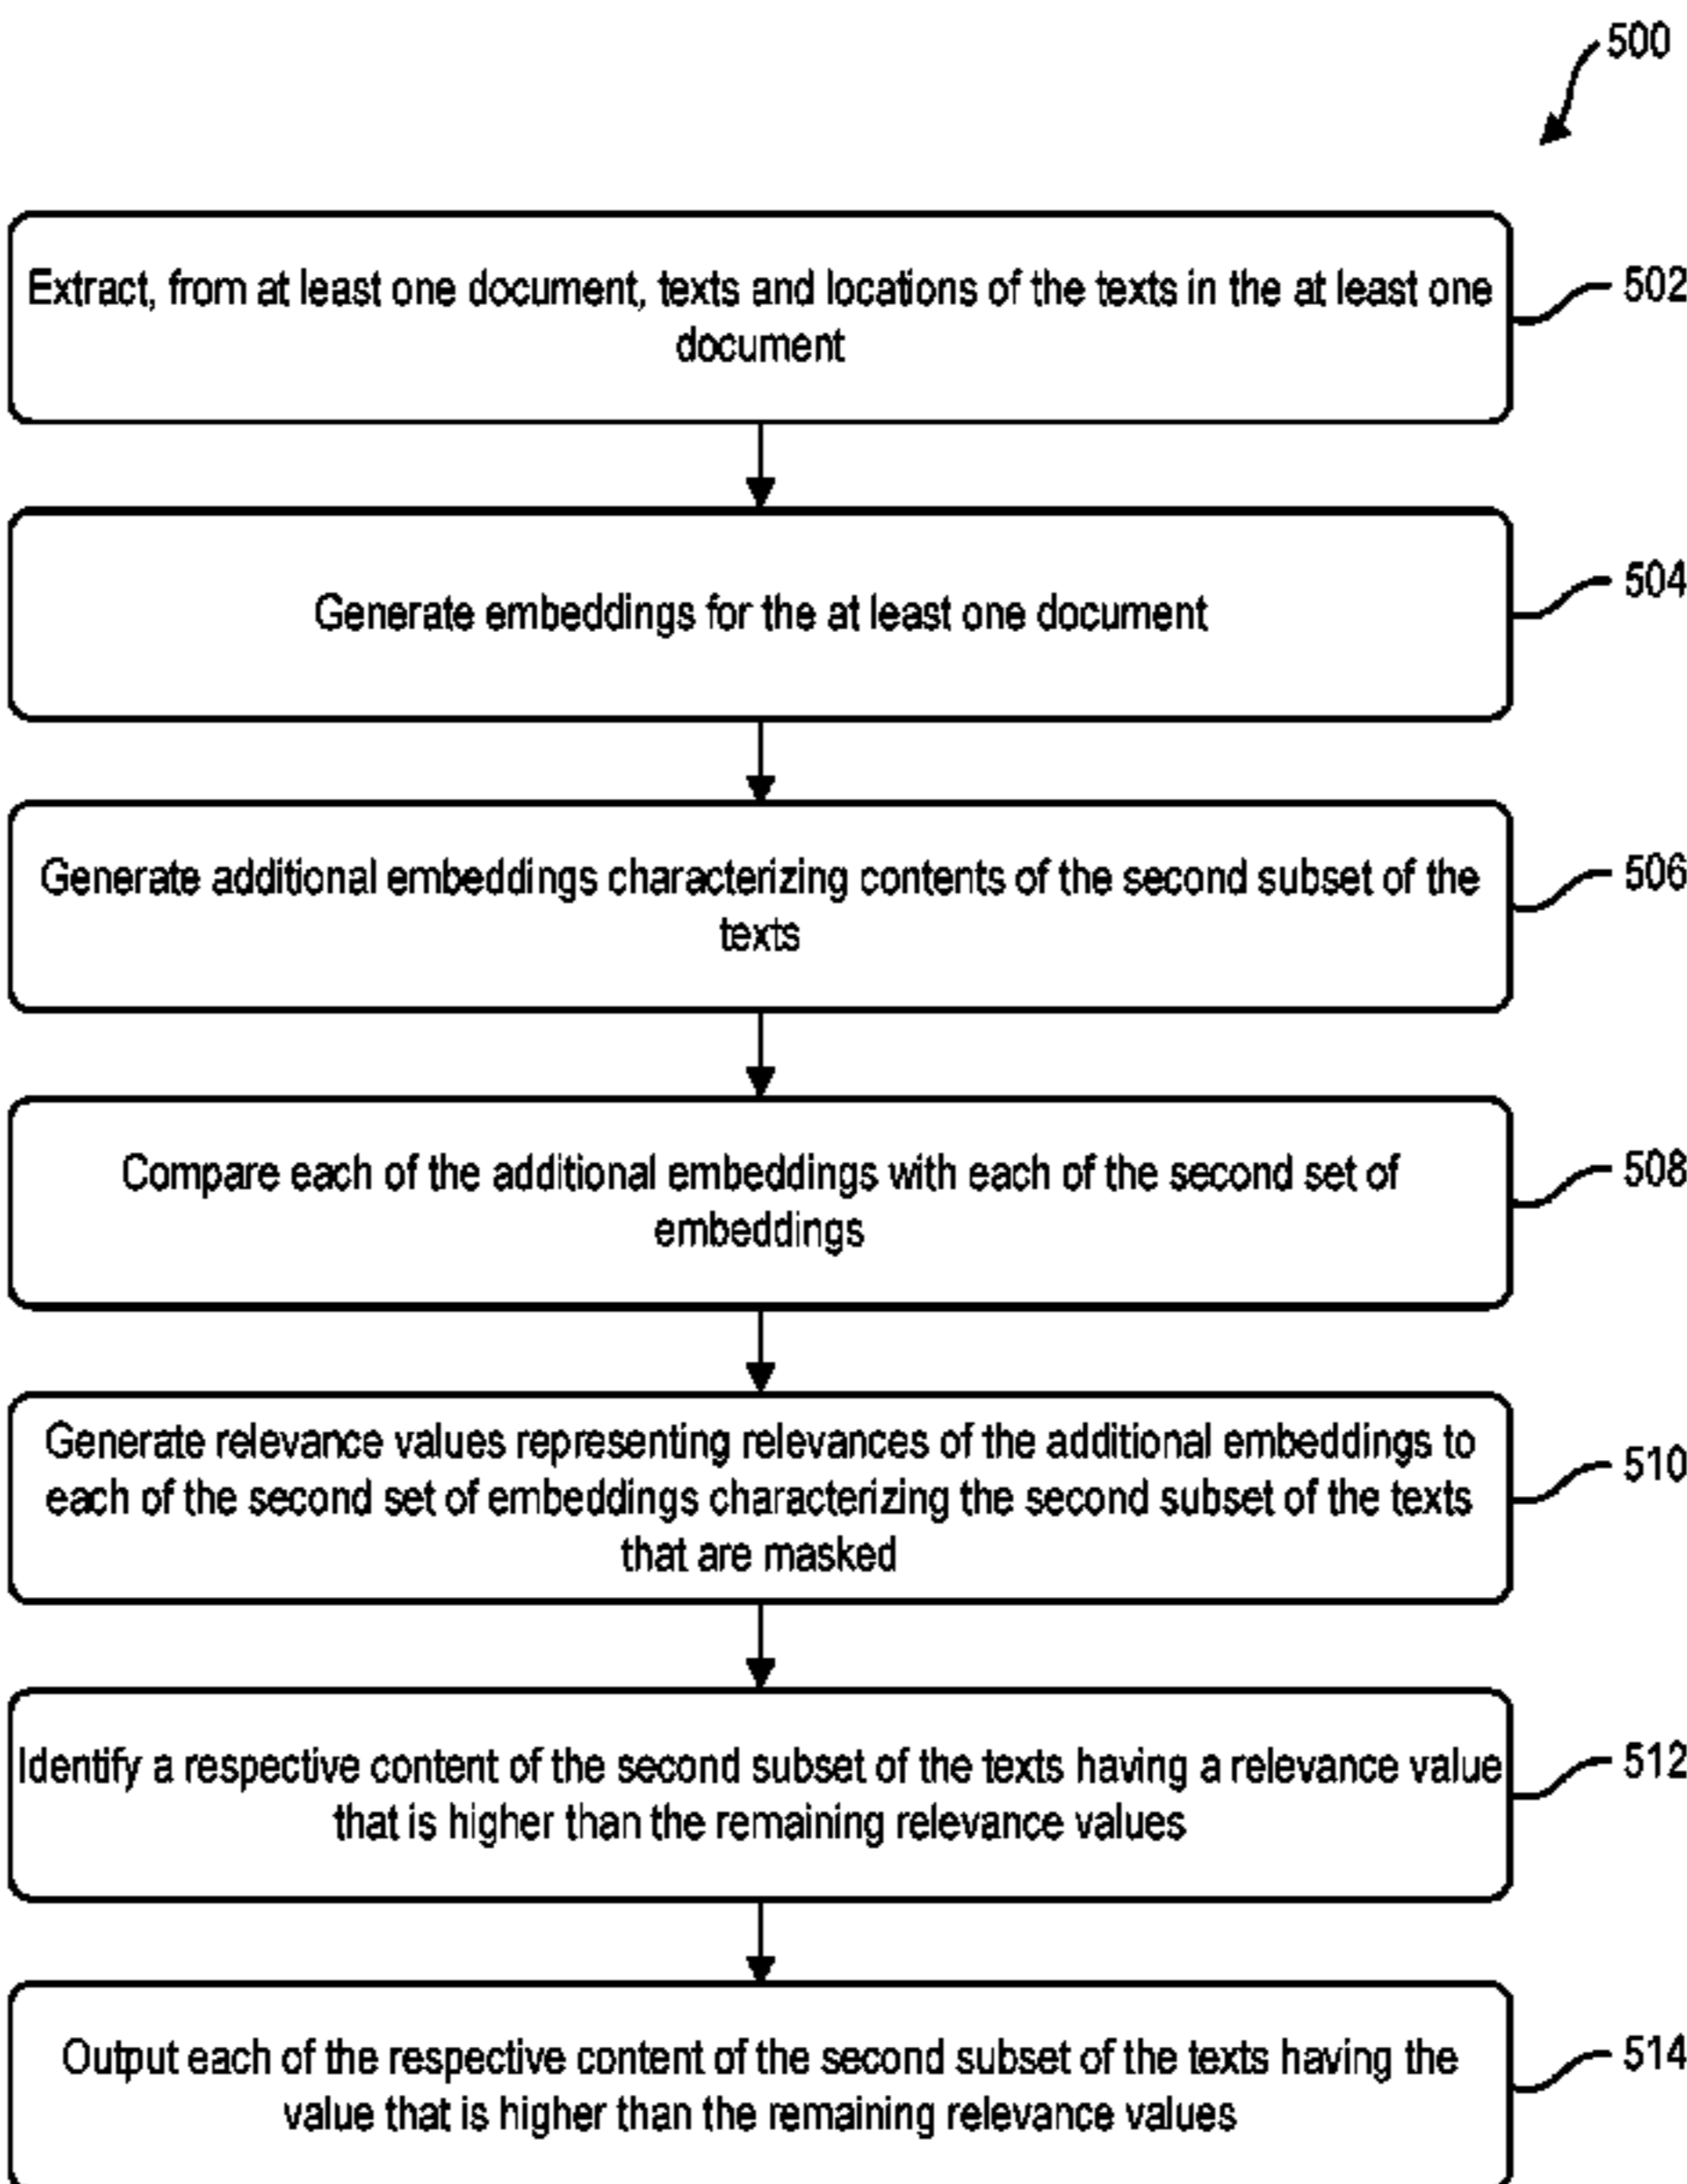 500
Extract, from at least one document, texts and locations of the texts in the at least one
document
502
Generate embeddings for the at least one document
504
Generate additional embeddings characterizing contents of the second subset of the
texts
506
Compare each of the additional embeddings with each of the second set of
embeddings
508
Generate relevance values representing relevances of the additional embeddings to
each of the second set of embeddings characterizing the second subset of the texts
that are masked
510
Identify a respective content of the second subset of the texts having a relevance value
that is higher than the remaining relevance values
512
Output each of the respective content of the second subset of the texts having the
value that is higher than the remaining relevance values
514